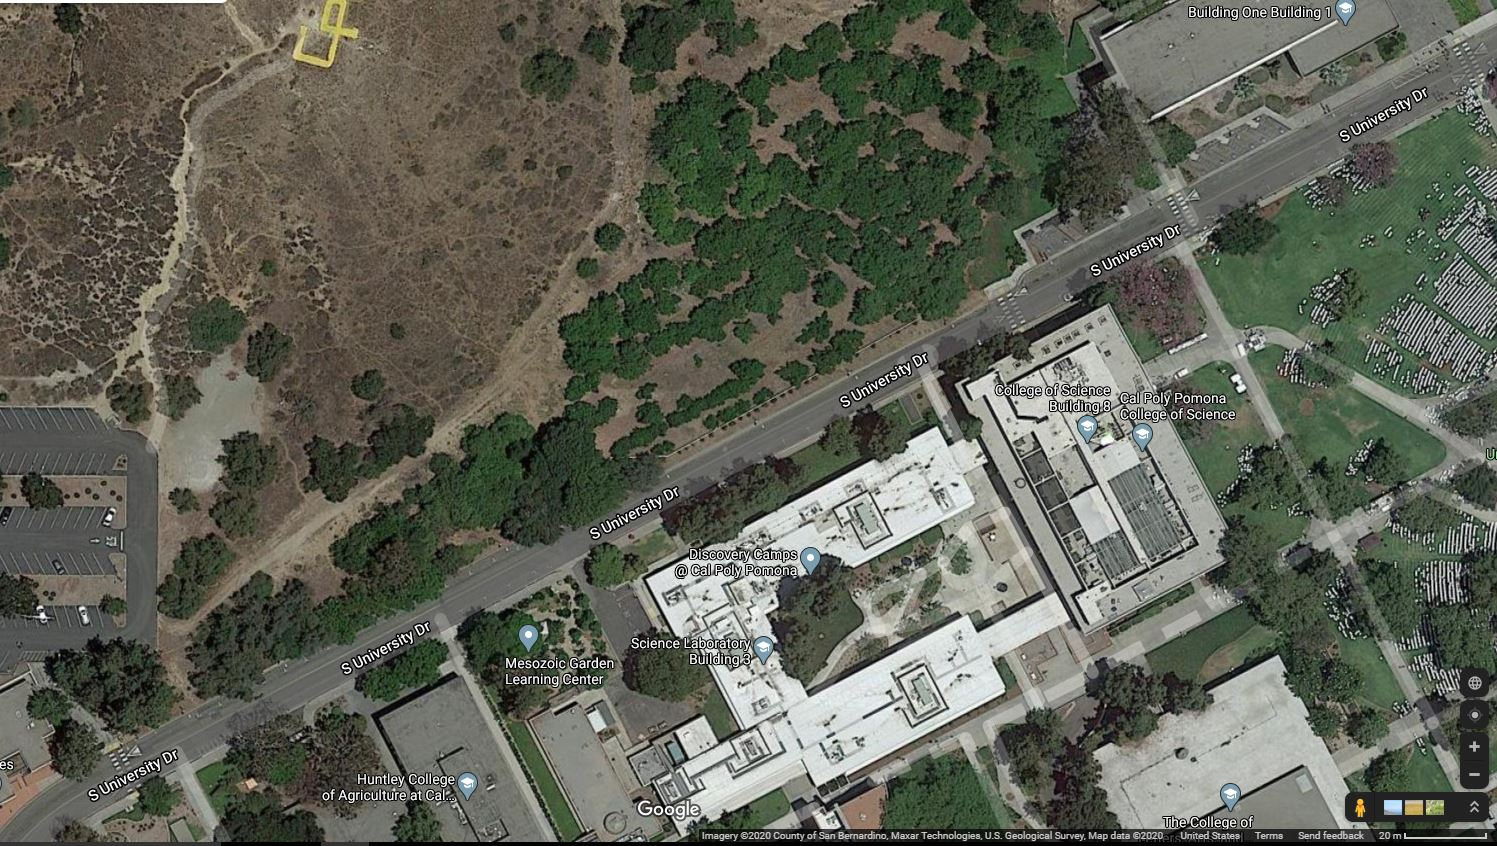 Building One Building 1
S University Dr
S University Dr
College of Science
Building 8
Cal Poly Pomona
College of Science
S University Dr
S University Dr
Discovery Camps
@ Cal Poly Pomona
Science Laboratory
Building 3
S University Dr
Mesozoic Garden
Learning Center
S University Dr
Huntley College
of Agriculture at Cal...
The College of
Google
Imagery ©2020 County of San Bernardino, Maxar Technologies, U.S. Geological Survey, Map data ©2020
United States
Terms
Send feedback
20 m